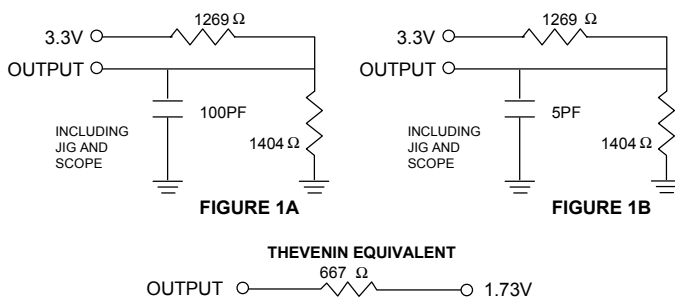 1269 Ω
3.3V
OUTPUT
100PF
INCLUDING
JIG AND
SCOPE
1404 Ω
FIGURE 1A
1269 Ω
3.3V
OUTPUT
5PF
INCLUDING
JIG AND
SCOPE
1404 Ω
FIGURE 1B
THEVENIN EQUIVALENT
667 Ω
OUTPUT 1.73V